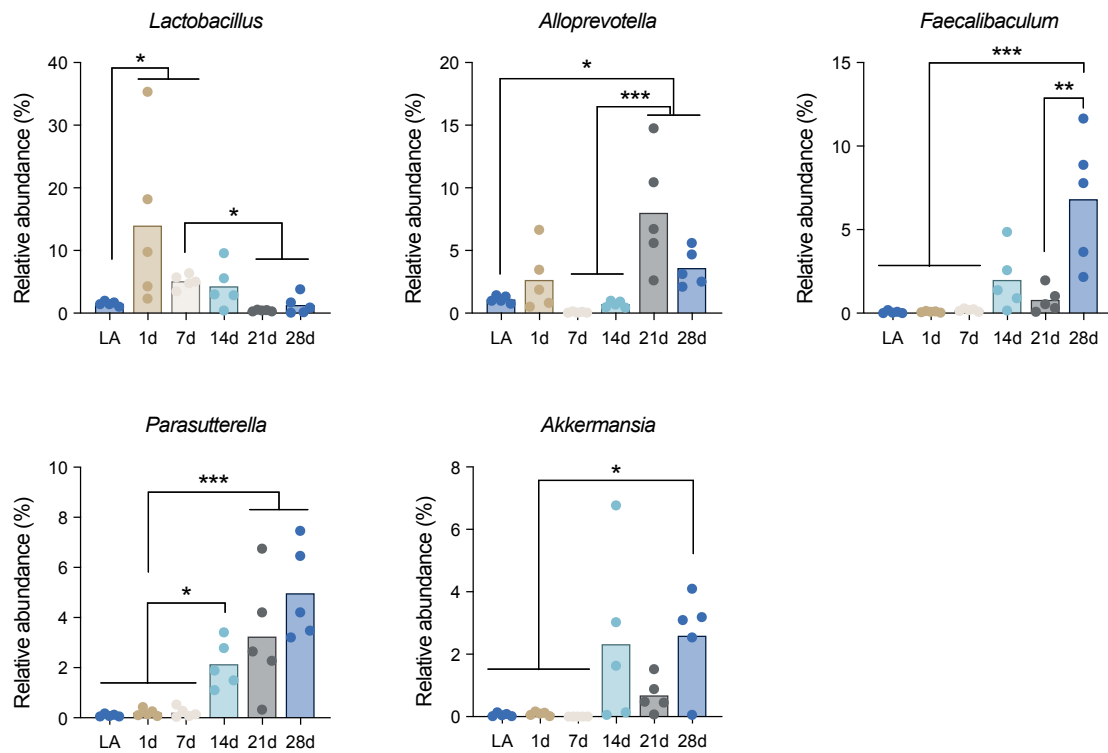 Lactobacillus
Relative abundance (%)
40
30
20
10
0
*
*
LA 1d 7d 14d 21d 28d
Alloprevotella
Relative abundance (%)
20
15
10
5
0
*
***
LA 1d 7d 14d 21d 28d
Faecalibaculum
Relative abundance (%)
15
10
5
0
***
**
LA 1d 7d 14d 21d 28d
Parasutterella
Relative abundance (%)
10
8
6
4
2
0
***
*
LA 1d 7d 14d 21d 28d
Akkermansia
Relative abundance (%)
8
6
4
2
0
*
LA 1d 7d 14d 21d 28d